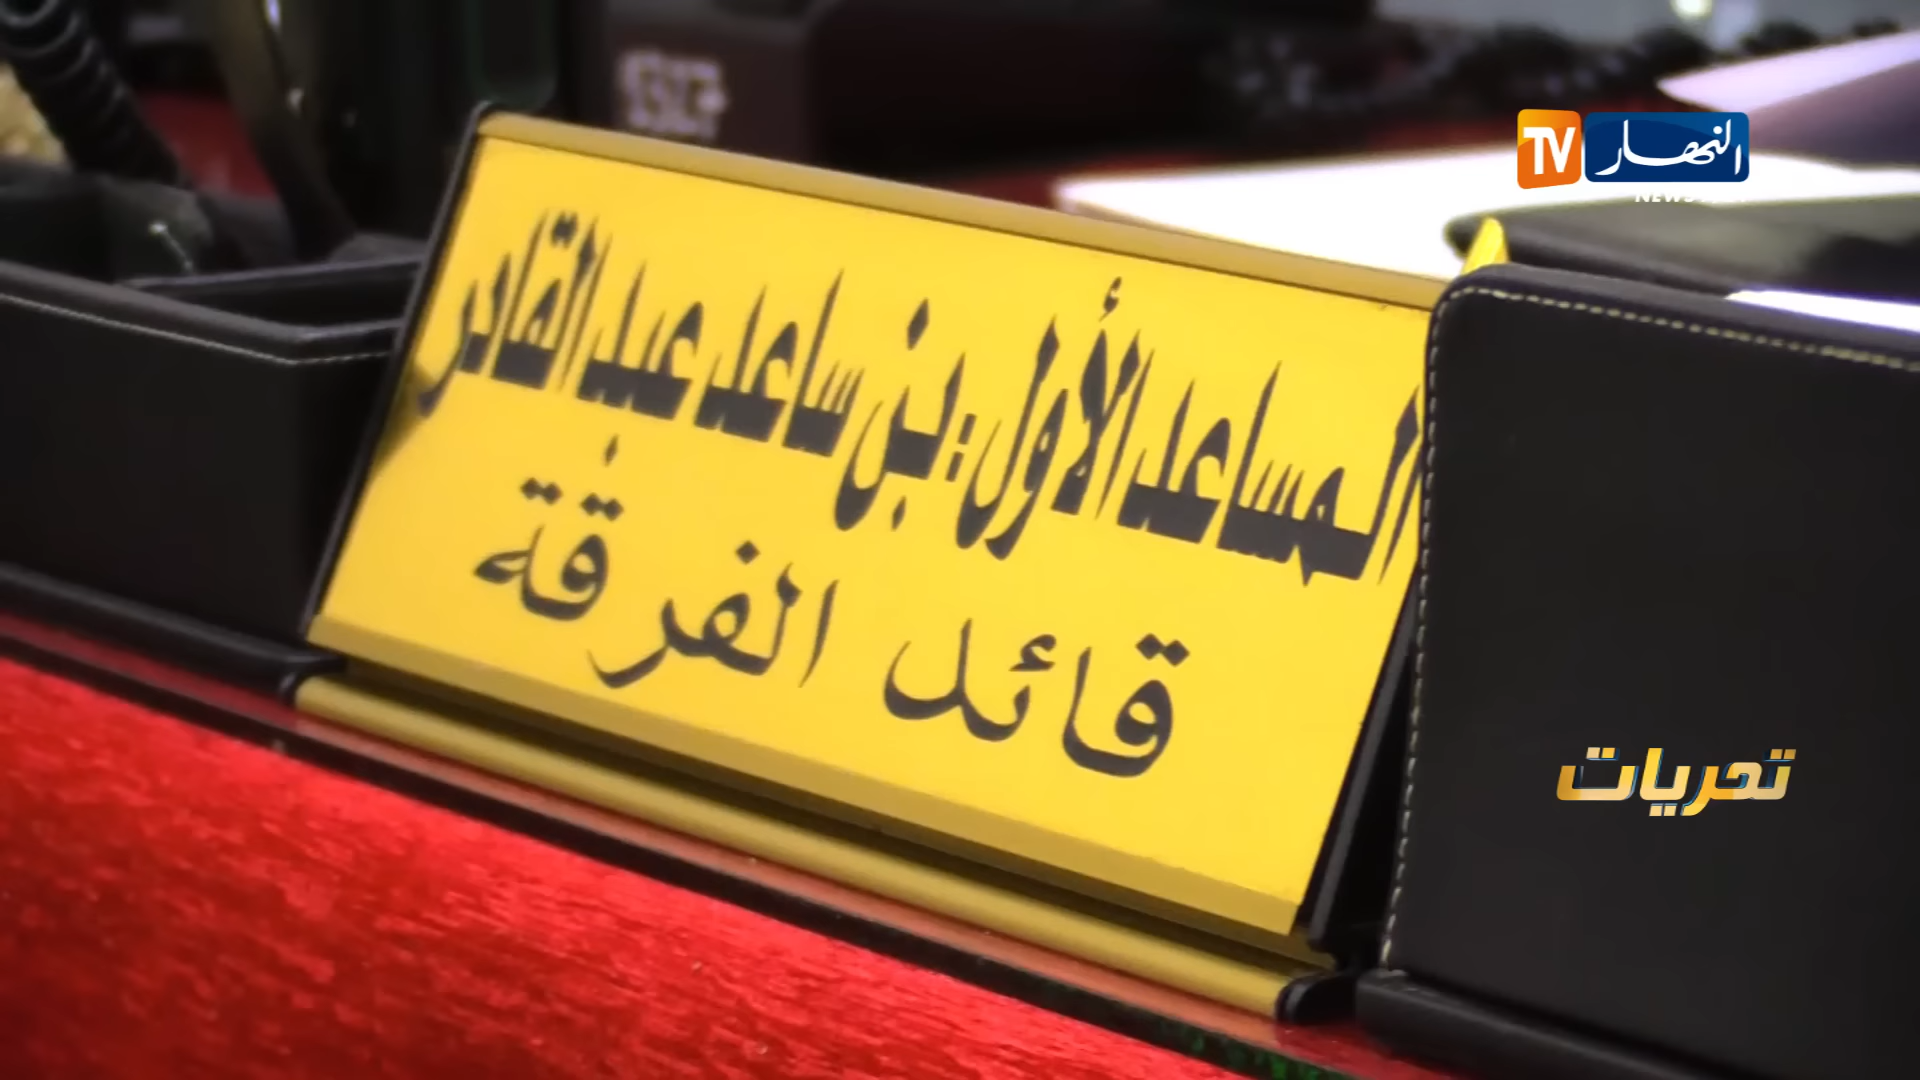 TV النهار
المساعد الأول : بن ساعد عبد القادر
قائد الفرقة
تحريات